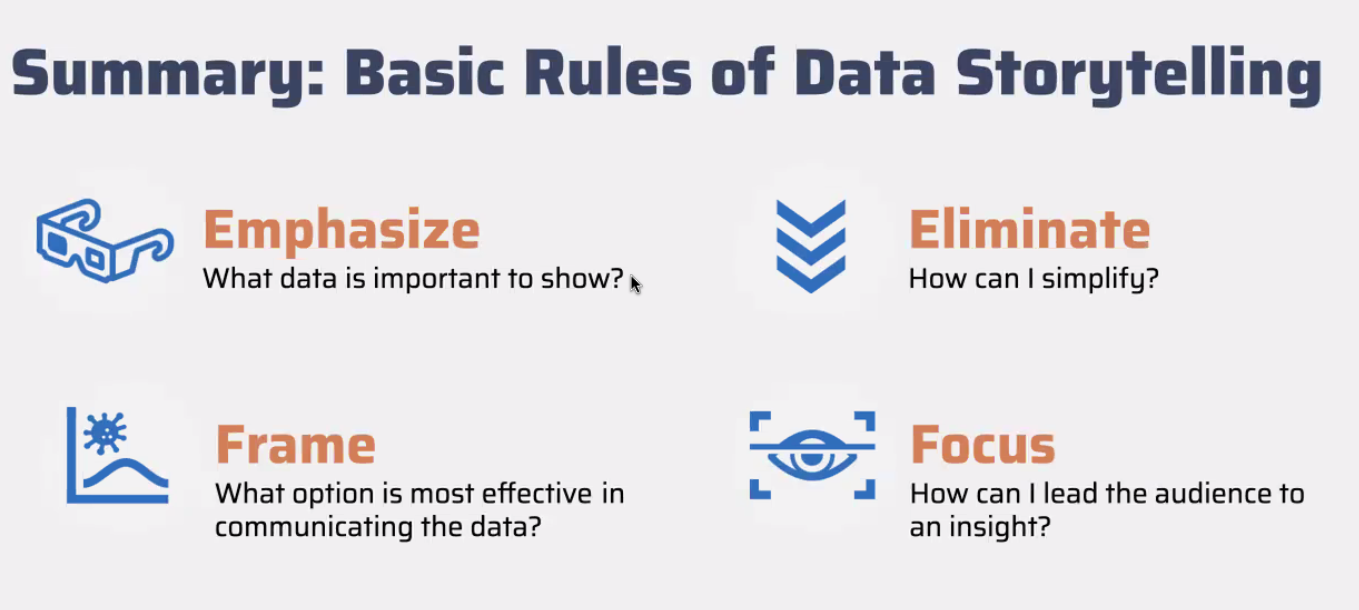 Summary: Basic Rules of Data Storytelling
Emphasize
What data is important to show?
Eliminate
How can I simplify?
Frame
What option is most effective in
communicating the data?
Focus
How can I lead the audience to
an insight?